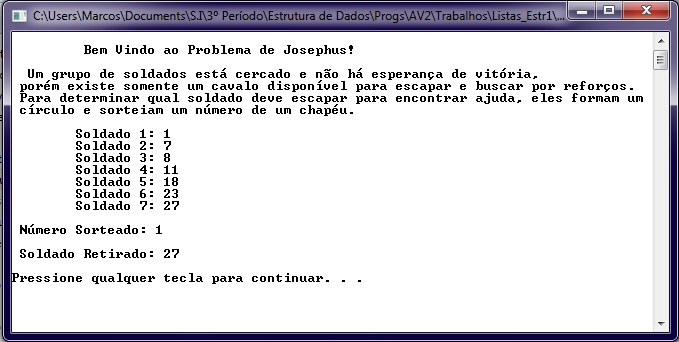 C:\Users\Marcos\Documents\S.I\3º Período\Estrutura de Dados\Progs\AV2\Trabalhos\Listas_Estr1\...
Bem Vindo ao Problema de Josephus!
Um grupo de soldados está cercado e não há esperança de vitória,
porém existe somente um cavalo disponível para escapar e buscar por reforços.
Para determinar qual soldado deve escapar para encontrar ajuda, eles formam um
círculo e sorteiam um número de um chapéu.
Soldado 1: 1
Soldado 2: 7
Soldado 3: 8
Soldado 4: 11
Soldado 5: 18
Soldado 6: 23
Soldado 7: 27
Número Sorteado: 1
Soldado Retirado: 27
Pressione qualquer tecla para continuar. . .